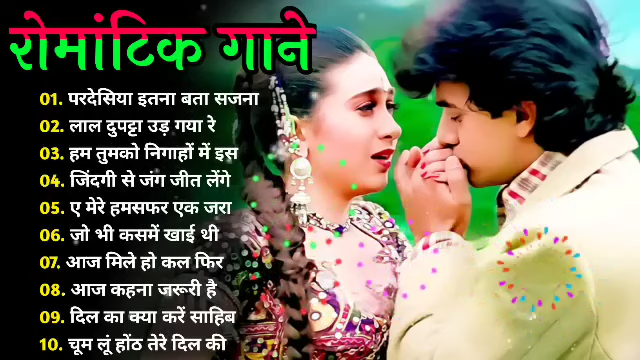 रोमांटिक गाने
01. परदेसिया इतना बता सजना
02. लाल दुपट्टा उड़ गया रे
03. हम तुमको निगाहों में इस
04. जिंदगी से जंग जीत लेंगे
05. ए मेरे हमसफर एक जरा
06. जो भी कसमें खाई थी
07. आज मिले हो कल फिर
08. आज कहना जरूरी है
09. दिल का क्या करें साहिब
10. चूम लूं होंठ तेरे दिल की